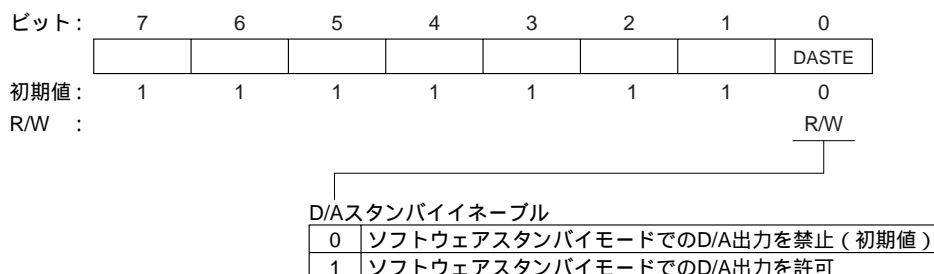 ビット: 7 6 5 4 3 2 1 0
DASTE
初期値: 1 1 1 1 1 1 1 0
R/W : R/W
D/Aスタンバイイネーブル
0 ソフトウェアスタンバイモードでのD/A出力を禁止(初期値)
1 ソフトウェアスタンバイモードでのD/A出力を許可